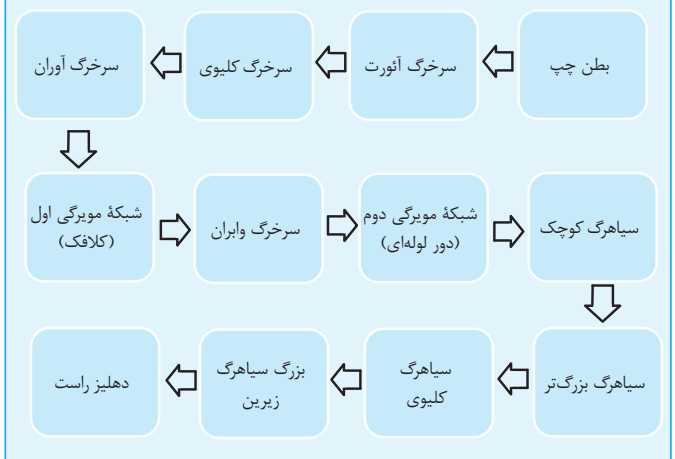 بطن چپ
سرخرگ آئورت
سرخرگ کلیوی
سرخرگ آوران
شبکهٔ مویرگی اول
(کلافک)
سرخرگ وابران
شبکهٔ مویرگی دوم
(دور لوله‌ای)
سیاهرگ کوچک
سیاهرگ بزرگ‌تر
سیاهرگ
کلیوی
بزرگ سیاهرگ
زیرین
دهلیز راست